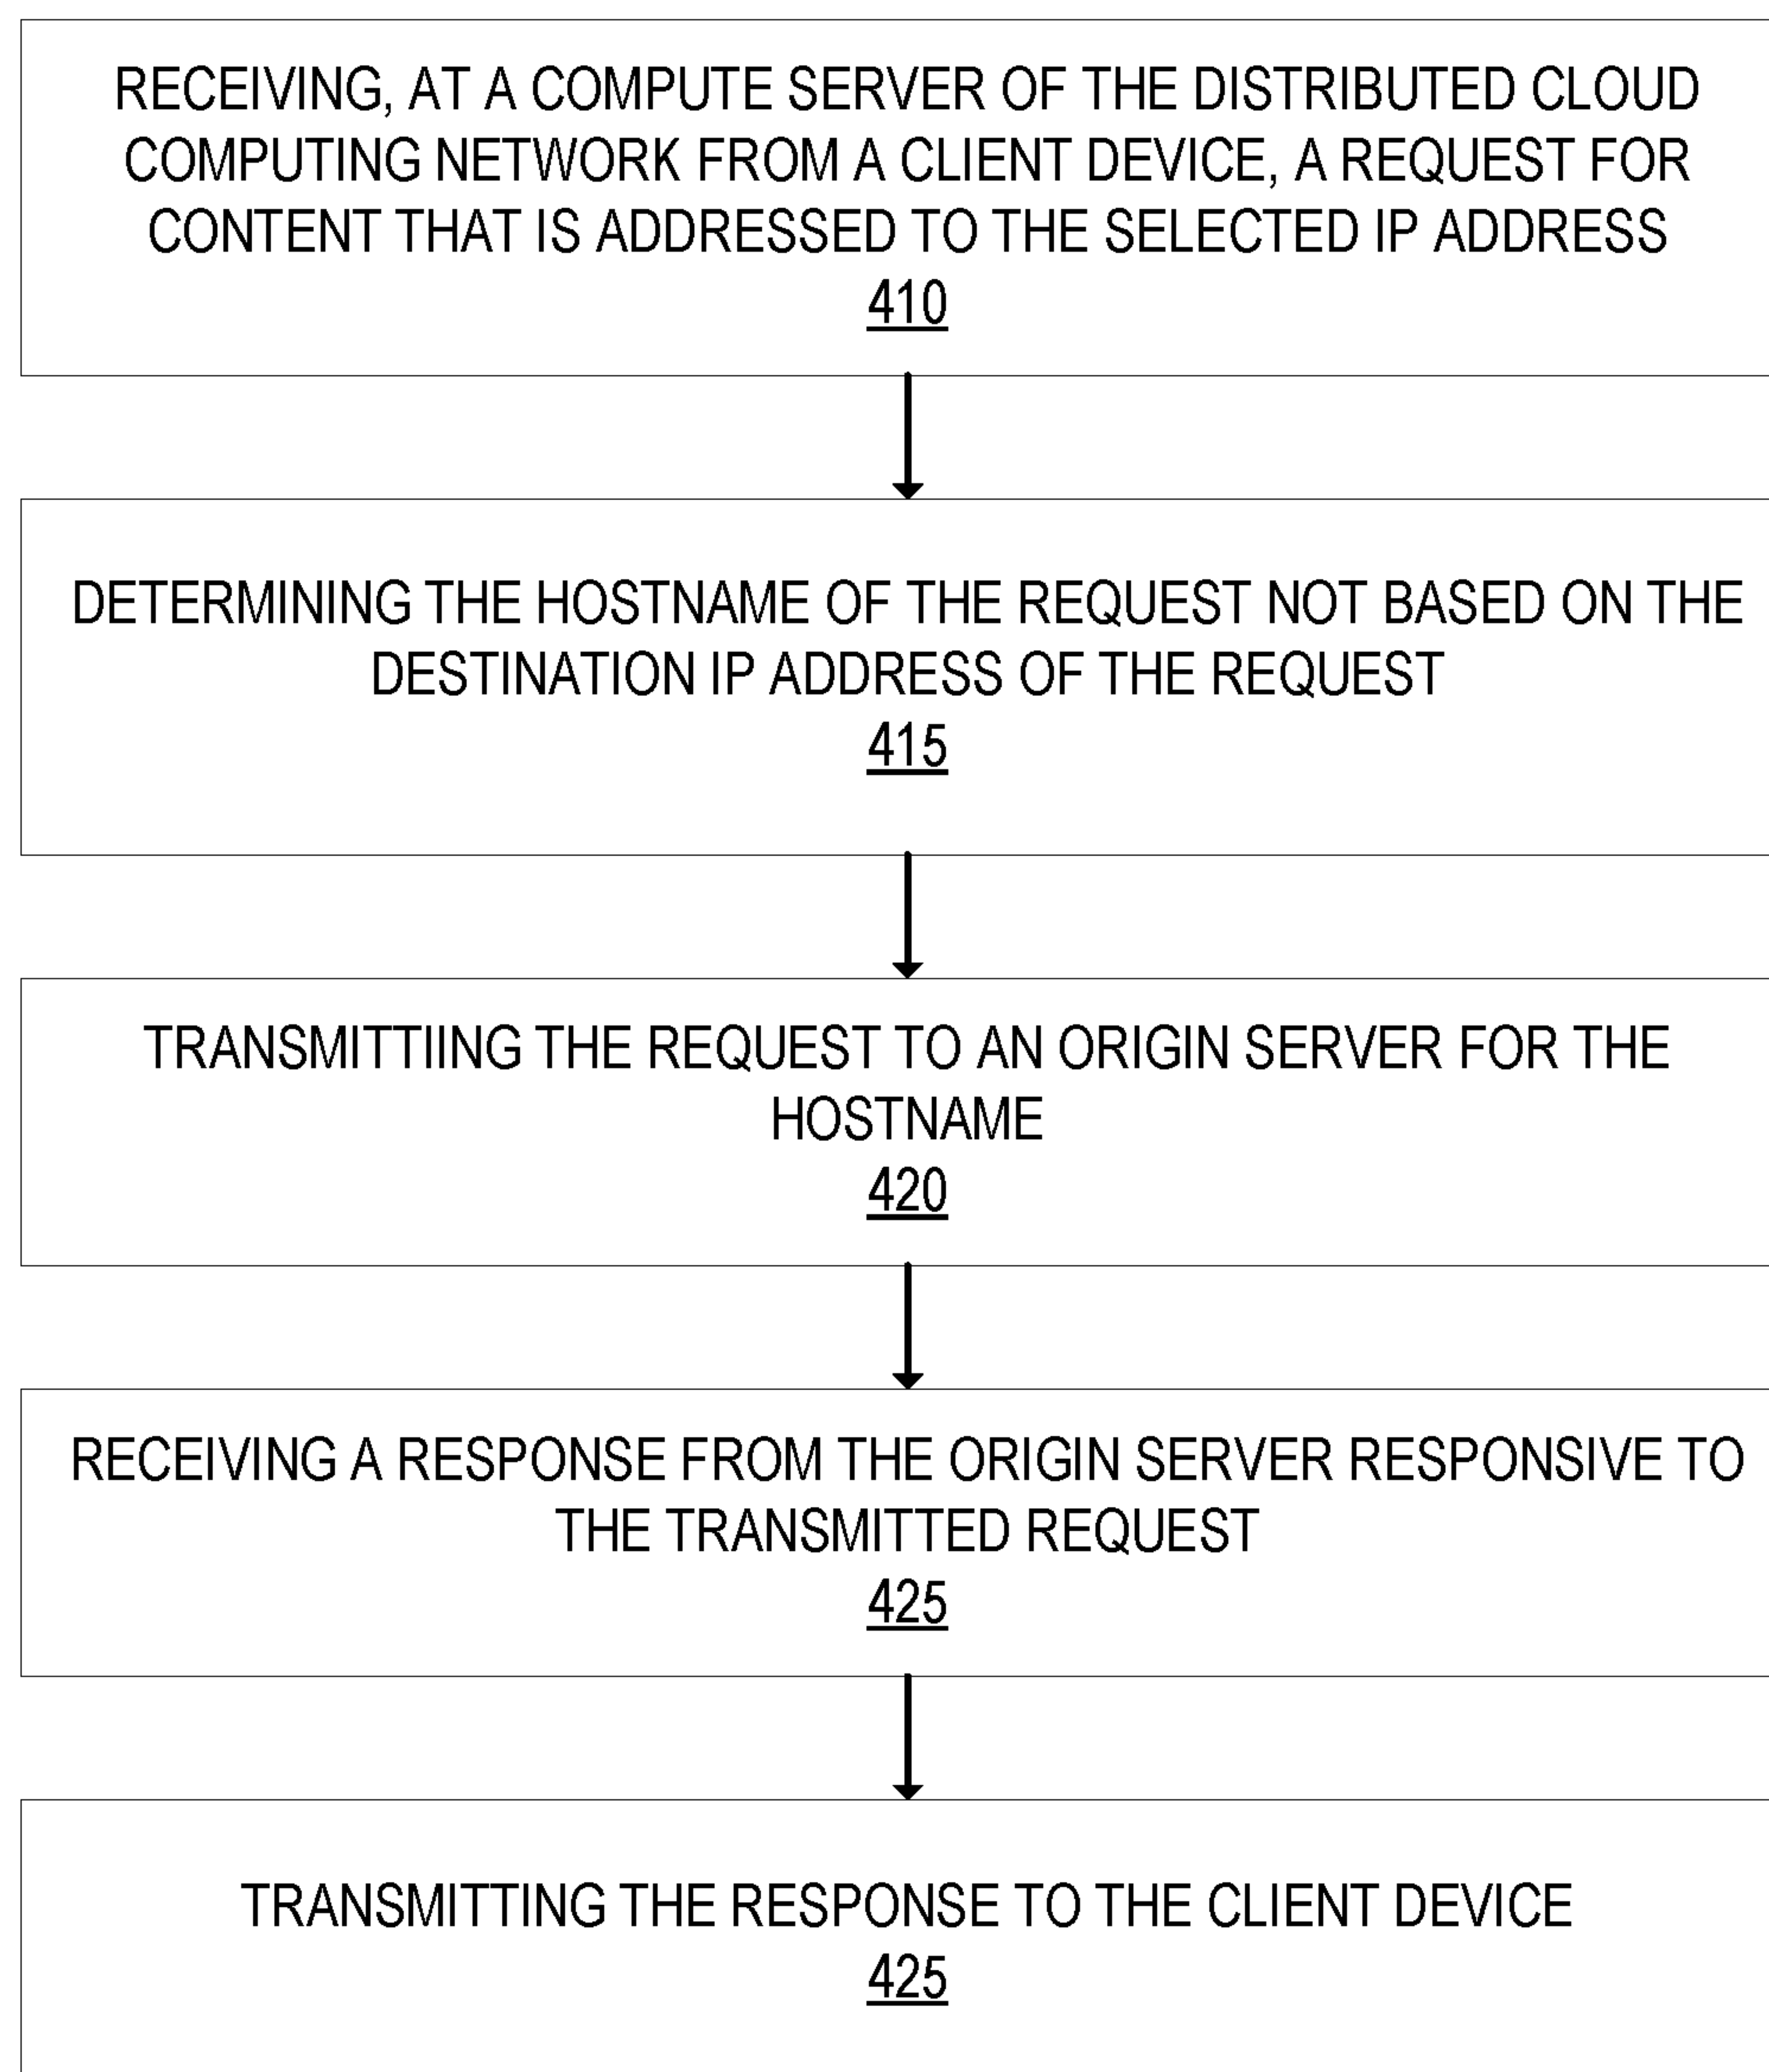 RECEIVING, AT A COMPUTE SERVER OF THE DISTRIBUTED CLOUD
COMPUTING NETWORK FROM A CLIENT DEVICE, A REQUEST FOR
CONTENT THAT IS ADDRESSED TO THE SELECTED IP ADDRESS
410
DETERMINING THE HOSTNAME OF THE REQUEST NOT BASED ON THE
DESTINATION IP ADDRESS OF THE REQUEST
415
TRANSMITTIING THE REQUEST TO AN ORIGIN SERVER FOR THE
HOSTNAME
420
RECEIVING A RESPONSE FROM THE ORIGIN SERVER RESPONSIVE TO
THE TRANSMITTED REQUEST
425
TRANSMITTING THE RESPONSE TO THE CLIENT DEVICE
425